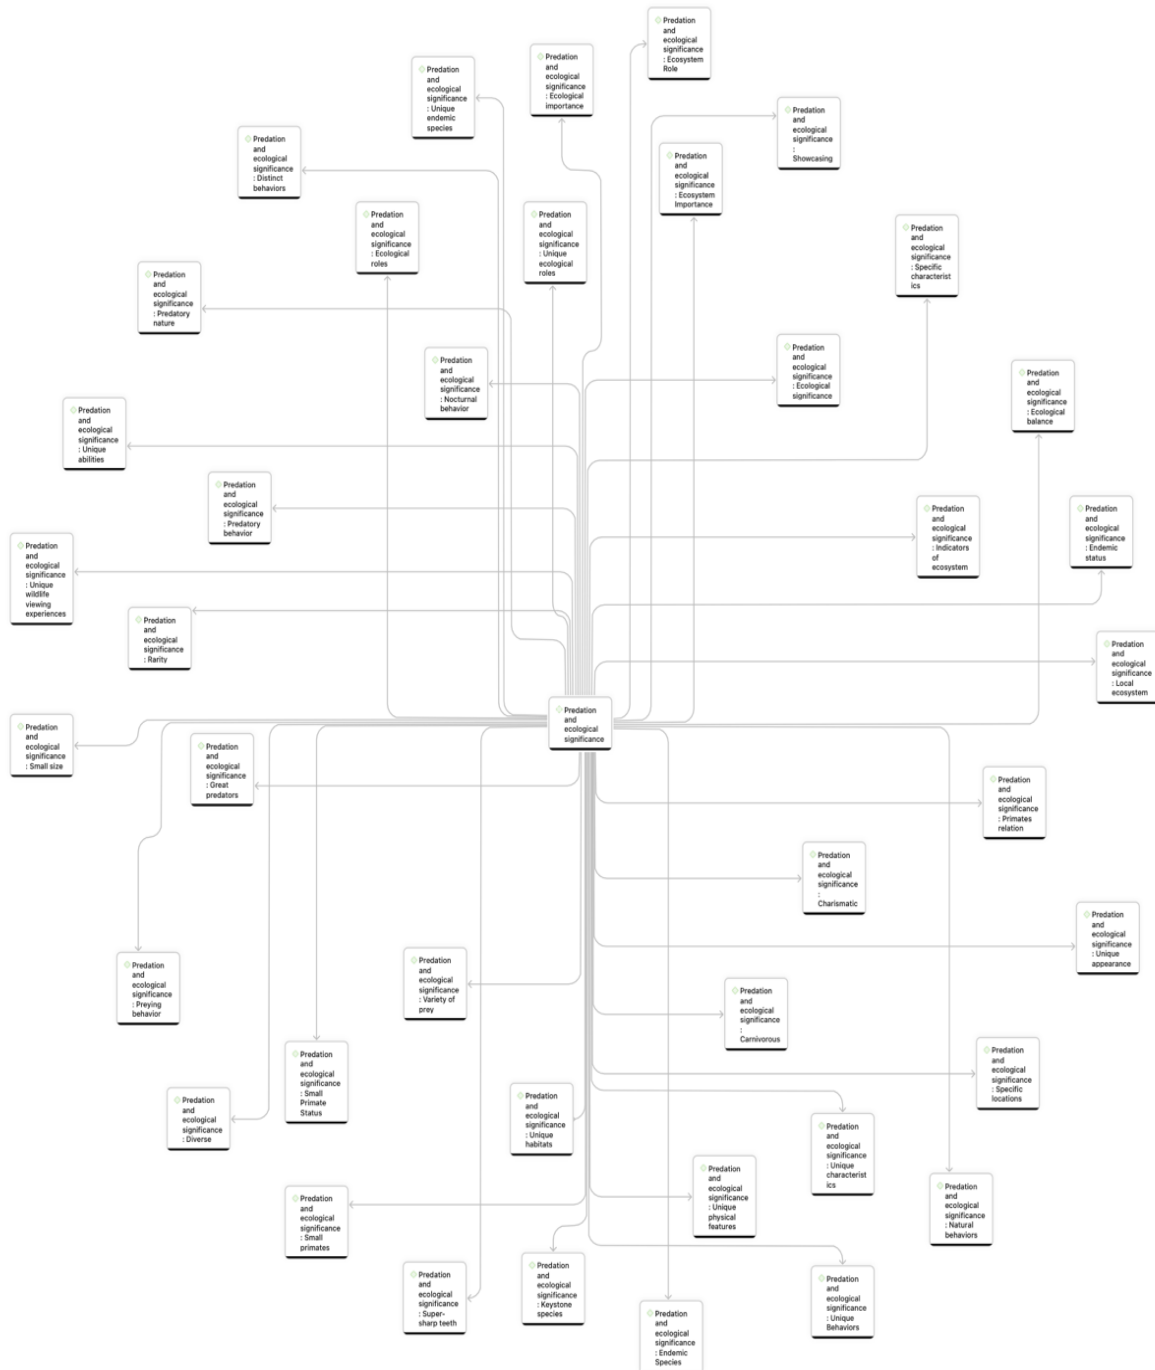 Predation
and
ecological
significance
: Ecosystem
Role
Predation
and
ecological
significance
: Ecological
importance
Predation
and
ecological
significance
: Unique
endemic
species
Predation
and
ecological
significance
:
Showcasing
Predation
and
ecological
significance
: Distinct
behaviors
Predation
and
ecological
significance
: Ecosystem
Importance
Predation
and
ecological
significance
: Ecological
roles
Predation
and
ecological
significance
: Unique
ecological
roles
Predation
and
ecological
significance
: Specific
characterist
ics
Predation
and
ecological
significance
: Predatory
nature
Predation
and
ecological
significance
: Ecological
significance
Predation
and
ecological
significance
: Nocturnal
behavior
Predation
and
ecological
significance
: Ecological
balance
Predation
and
ecological
significance
: Unique
abilities
Predation
and
ecological
significance
: Predatory
behavior
Predation
and
ecological
significance
: Indicators
of
ecosystem
Predation
and
ecological
significance
: Endemic
status
Predation
and
ecological
significance
: Unique
wildlife
viewing
experiences
Predation
and
ecological
significance
: Rarity
Predation
and
ecological
significance
: Local
ecosystem
Predation
and
ecological
significance
Predation
and
ecological
significance
: Small size
Predation
and
ecological
significance
: Great
predators
Predation
and
ecological
significance
: Primates
relation
Predation
and
ecological
significance
:
Charismatic
Predation
and
ecological
significance
: Unique
appearance
Predation
and
ecological
significance
: Variety of
prey
Predation
and
ecological
significance
: Preying
behavior
Predation
and
ecological
significance
:
Carnivorous
Predation
and
ecological
significance
: Specific
locations
Predation
and
ecological
significance
: Small
Primate
Status
Predation
and
ecological
significance
: Unique
habitats
Predation
and
ecological
significance
: Diverse
Predation
and
ecological
significance
: Unique
characterist
ics
Predation
and
ecological
significance
: Unique
physical
features
Predation
and
ecological
significance
: Natural
behaviors
Predation
and
ecological
significance
: Small
primates
Predation
and
ecological
significance
: Keystone
species
Predation
and
ecological
significance
: Super-
sharp teeth
Predation
and
ecological
significance
: Unique
Behaviors
Predation
and
ecological
significance
: Endemic
Species